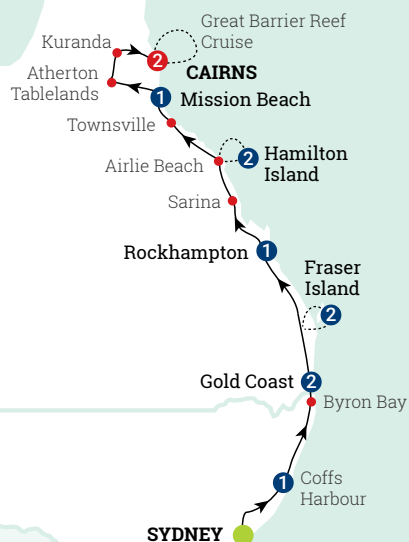 Great Barrier Reef
Cruise
Kuranda
2
CAIRNS
Atherton
Tablelands
1
Mission Beach
Townsville
Airlie Beach
2
Hamilton
Island
Sarina
Rockhampton
1
Fraser
Island
2
Gold Coast
2
Byron Bay
1
Coffs
Harbour
SYDNEY